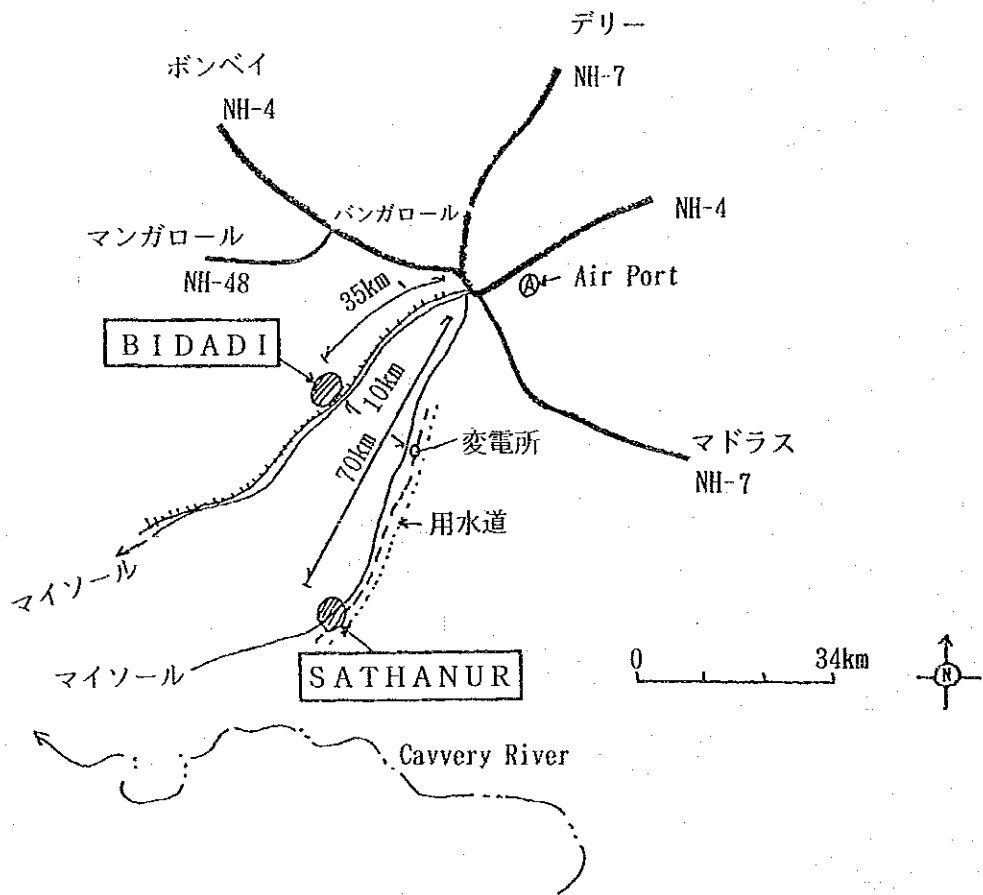 デリー
ボンベイ
NH-7
NH-4
バンガロール
NH-4
マンガロール
NH-48
35km
Ⓐ Air Port
BIDADI
10km
70km
変電所
マドラス
NH-7
用水道
マイソール
マイソール
SATHANUR
0 34km
N
Cavvery River